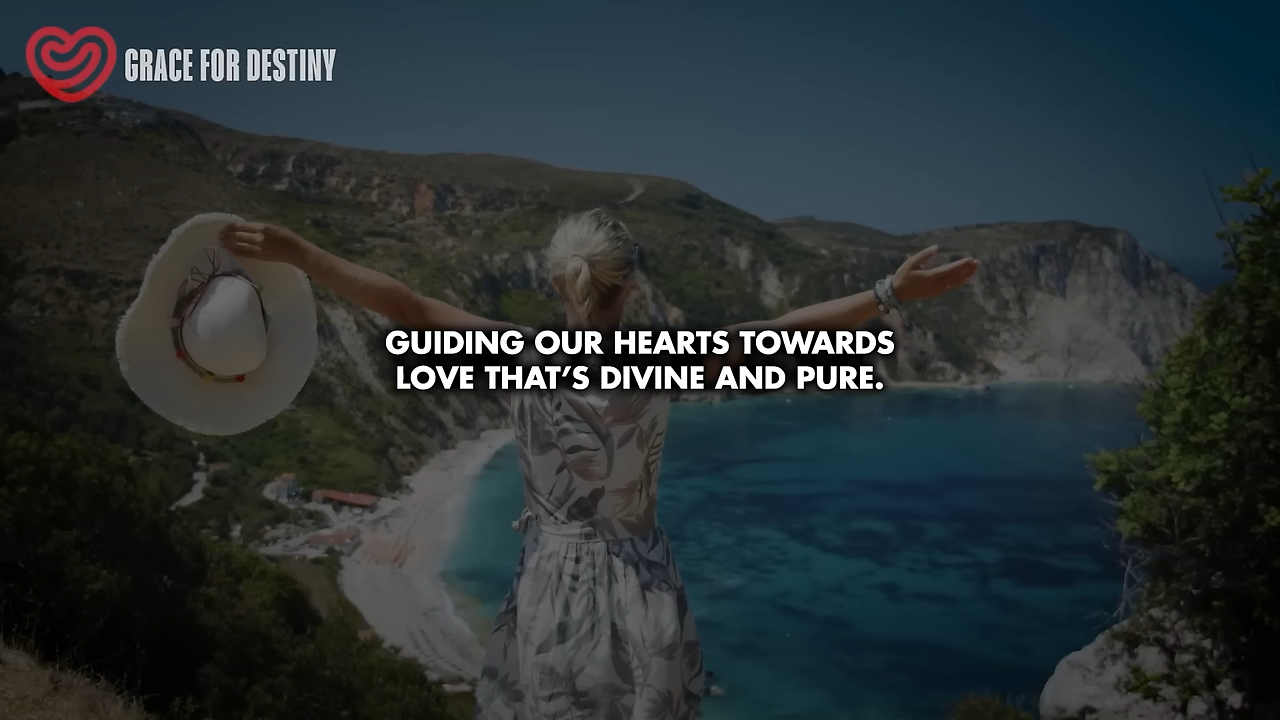 GRACE FOR DESTINY
GUIDING OUR HEARTS TOWARDS
LOVE THAT’S DIVINE AND PURE.